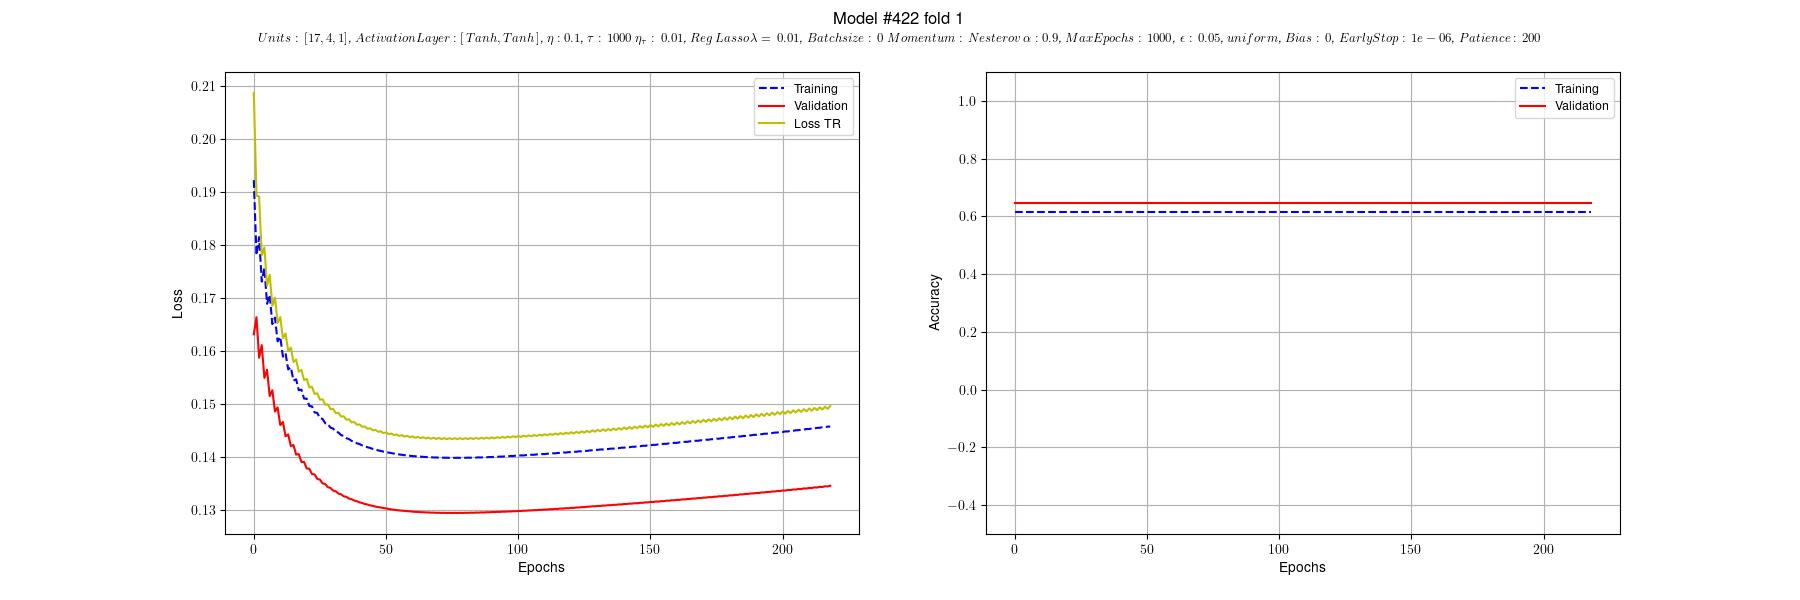 Model #422 fold 1
Units : [17, 4, 1], ActivationLayer : [Tanh, Tanh], η : 0.1, τ : 1000 η_τ : 0.01, Reg Lassoλ = 0.01, Batchsize : 0 Momentum : Nesterov α : 0.9, MaxEpochs : 1000, ϵ : 0.05, uniform, Bias : 0, EarlyStop : 1e − 06, Patience : 200
0.21
0.20
0.19
0.18
0.17
0.16
0.15
0.14
0.13
Loss
Training
Validation
Loss TR
0 50 100 150 200
Epochs
1.0
0.8
0.6
0.4
0.2
0.0
−0.2
−0.4
Accuracy
Training
Validation
0 50 100 150 200
Epochs